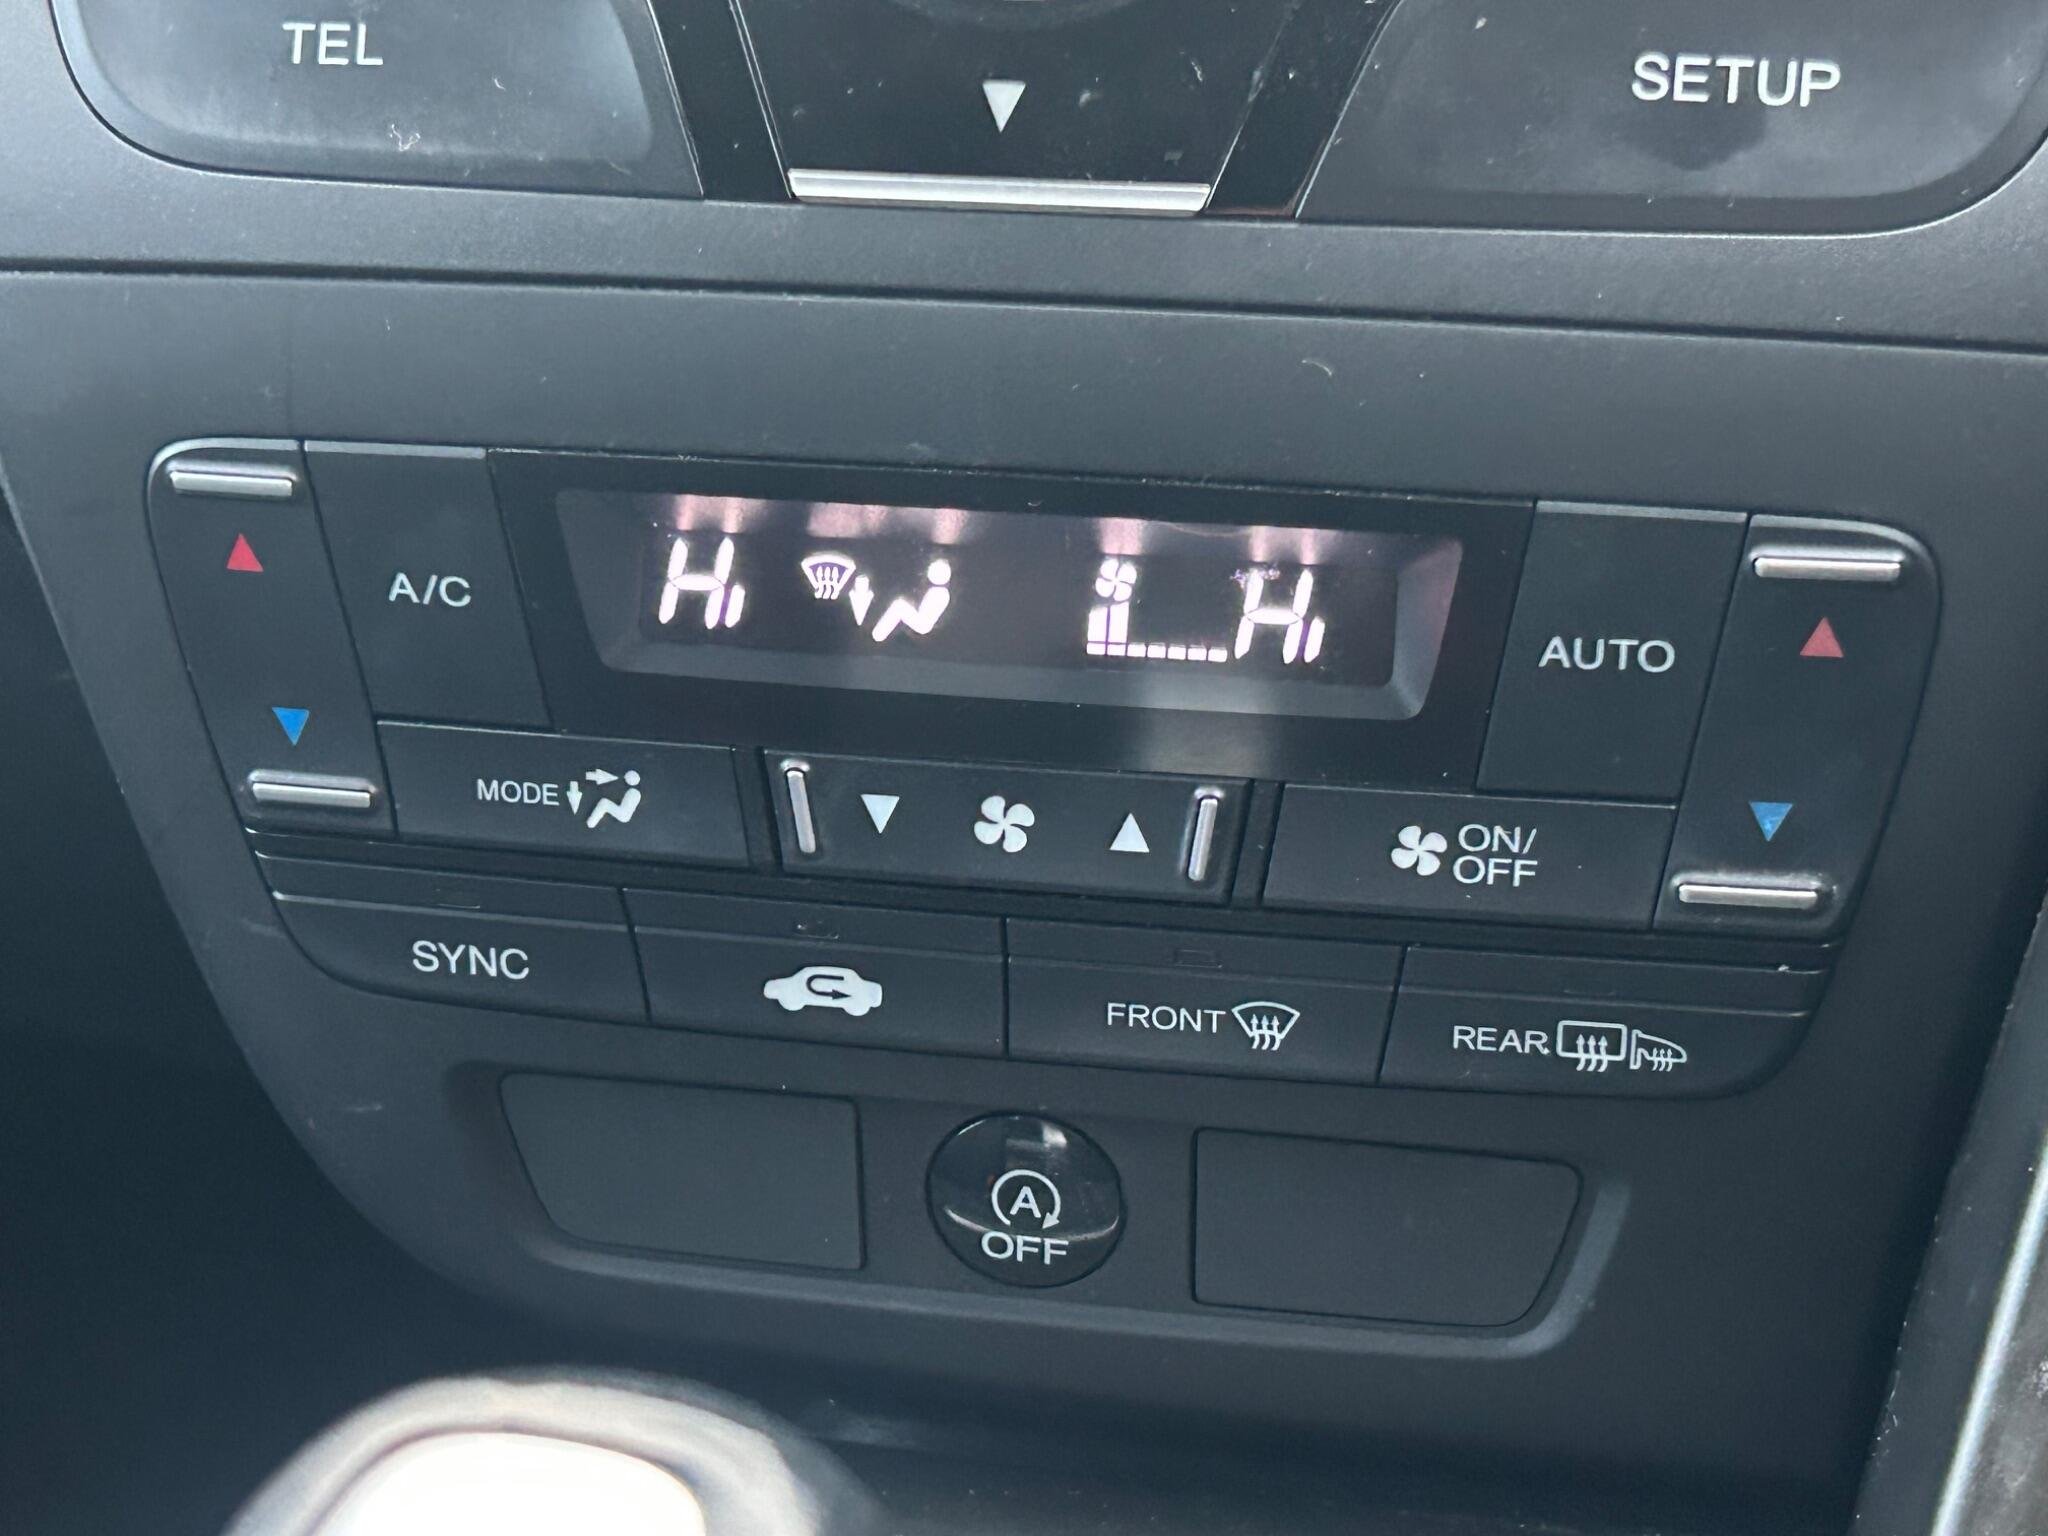 TEL
SETUP
Hi
Hi
A/C
AUTO
MODE
ON/
OFF
SYNC
FRONT
REAR
A
OFF